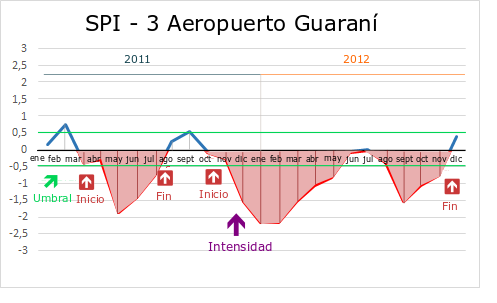 SPI - 3 Aeropuerto Guaraní
3
2,5
2
1,5
1
0,5
0
-0,5
-1
-1,5
-2
-2,5
-3
2011
2012
ene feb mar abr may jun jul ago sept oct nov dic ene feb mar abr may jun jul ago sept oct nov dic
Umbral
Inicio
Fin
Inicio
Fin
Intensidad